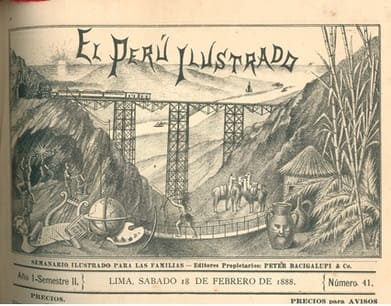 EL PERÚ ILUSTRADO
SEMANARIO ILUSTRADO PARA LAS FAMILIAS — Editores Propietarios: PETER BACIGALUPI & Co.
Año 1-Semestre II. LIMA, SABADO 18 DE FEBRERO DE 1888. Número 41.
PRECIOS. PRECIOS para AVISOS